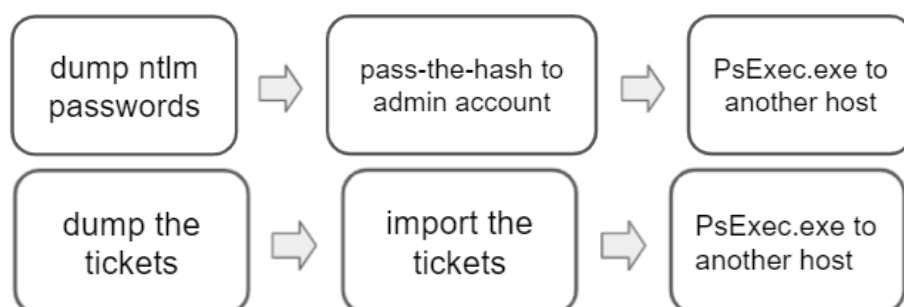 dump ntlm
passwords
pass-the-hash to
admin account
PsExec.exe to
another host
dump the
tickets
import the
tickets
PsExec.exe to
another host